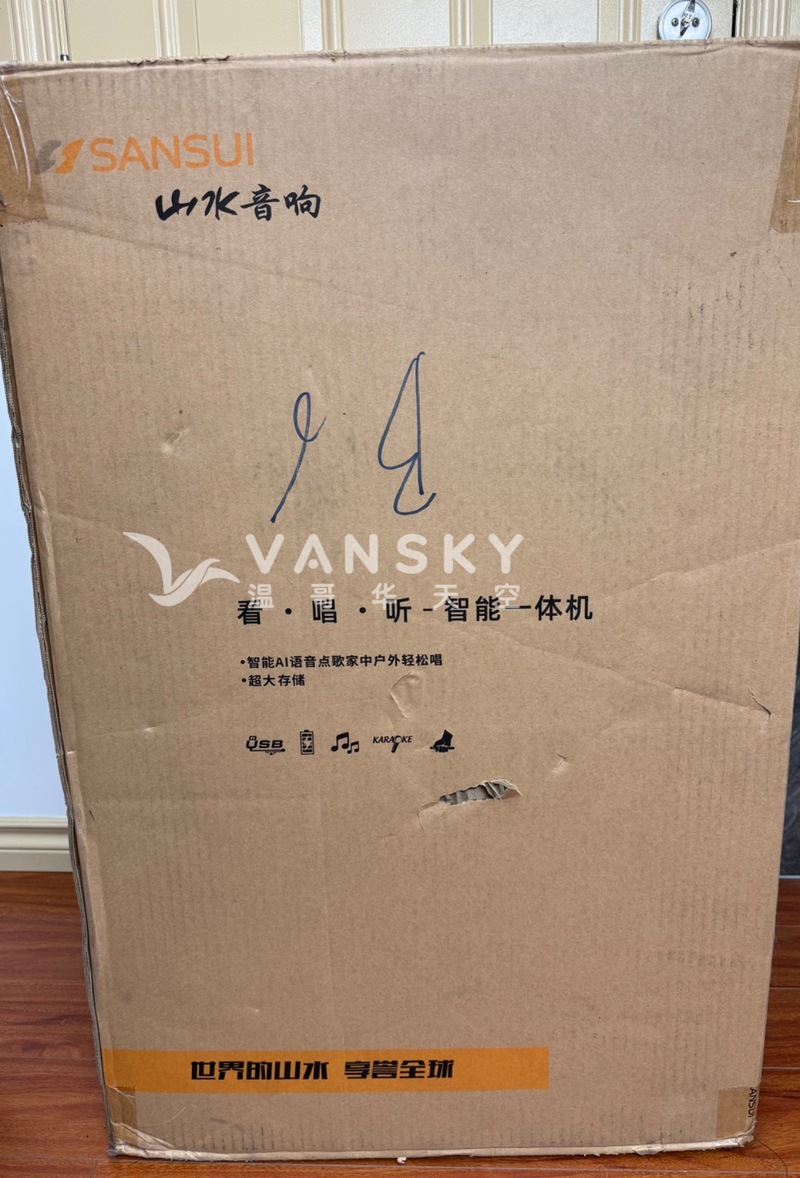 SANSUI
山水音响
VANSKY
温哥华天空
看·唱·听-智能一体机
•智能AI语音点歌家中户外轻松唱
•超大存储
USB
KARAOKE
世界的山水 享誉全球
ANSUI